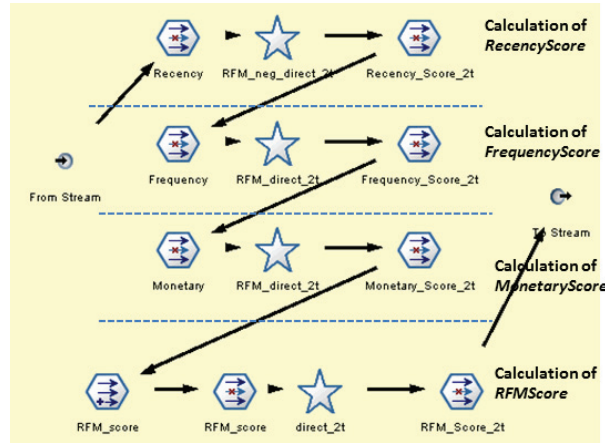 Calculation of
RecencyScore
Recency
RFM_neg_direct_2t
Recency_Score_2t
Calculation of
FrequencyScore
From Stream
Frequency
RFM_direct_2t
Frequency_Score_2t
To Stream
Calculation of
MonetaryScore
Monetary
RFM_direct_2t
Monetary_Score_2t
Calculation of
RFMScore
RFM_score
RFM_score
direct_2t
RFM_Score_2t